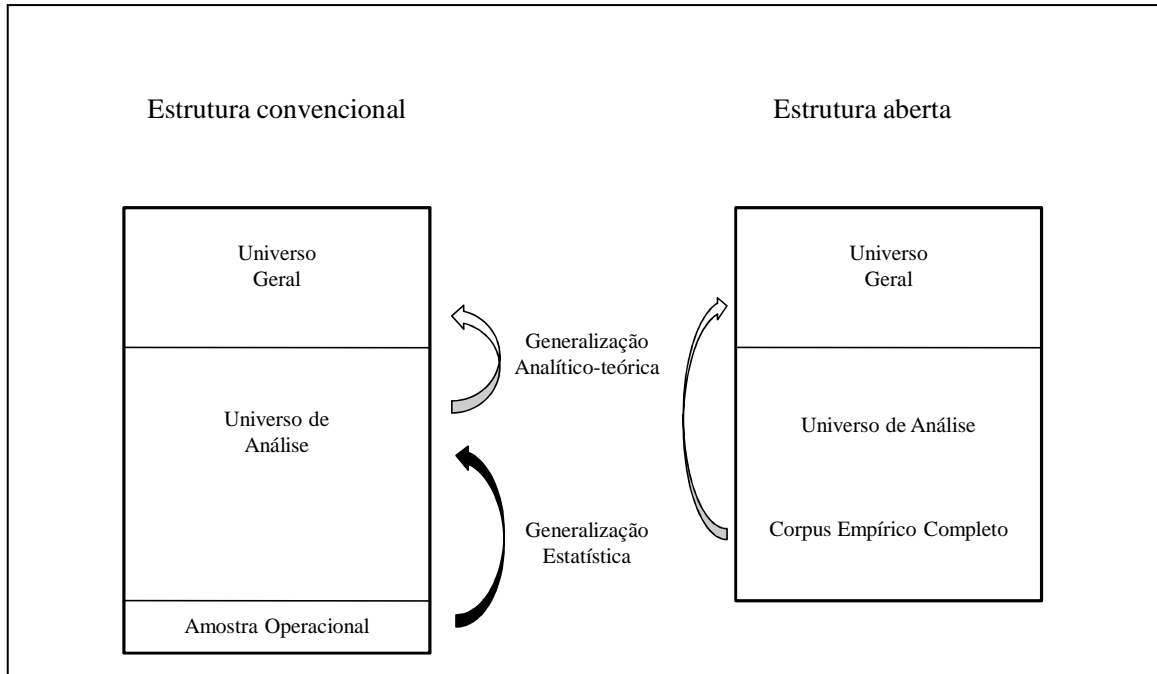 Estrutura convencional
Estrutura aberta
Universo
Geral
Universo de
Análise
Amostra Operacional
Generalização
Analítico-teórica
Generalização
Estatística
Universo
Geral
Universo de Análise
Corpus Empírico Completo